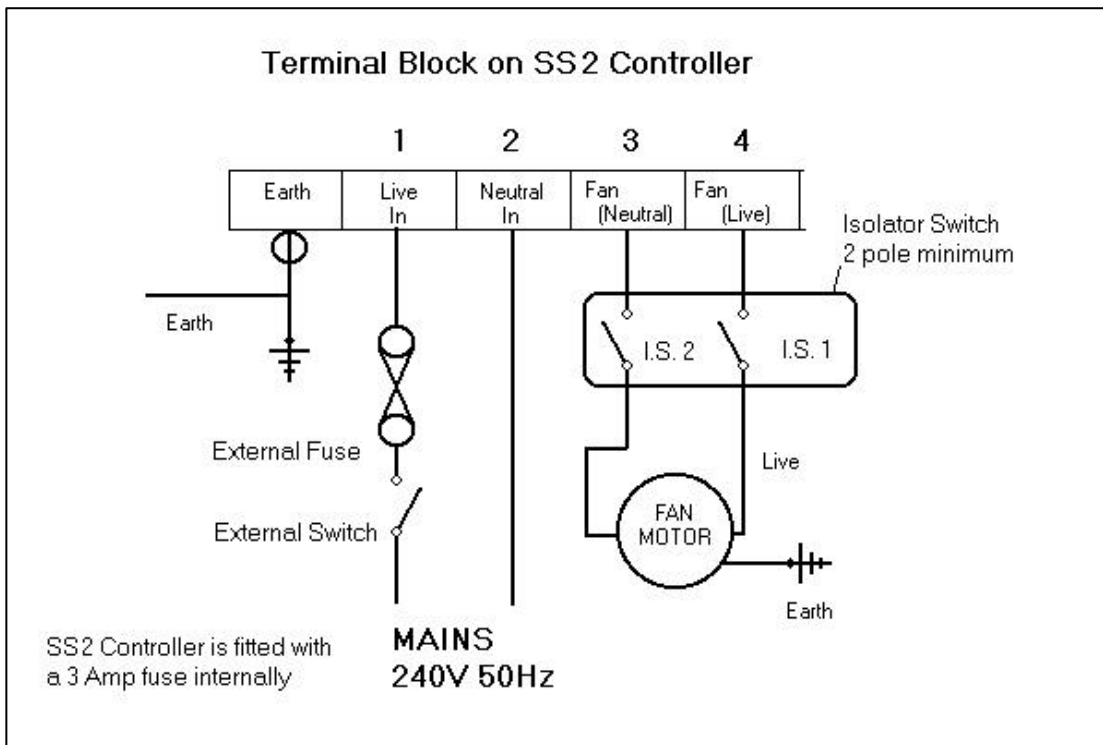 Terminal Block on SS2 Controller
1 2 3 4
Earth
Live
In
Neutral
In
Fan
(Neutral)
Fan
(Live)
Isolator Switch
2 pole minimum
Earth
I.S. 2
I.S. 1
External Fuse
Live
FAN
MOTOR
External Switch
Earth
SS2 Controller is fitted with
a 3 Amp fuse internally
MAINS
240V 50Hz